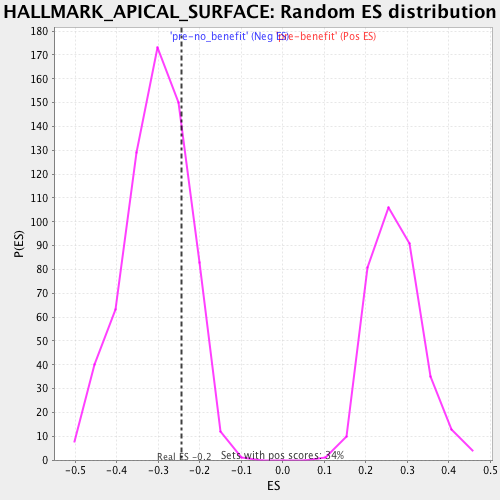 HALLMARK_APICAL_SURFACE: Random ES distribution
'pre-no_benefit' (Neg ES)
'pre-benefit' (Pos ES)
P(ES)
180
170
160
150
140
130
120
110
100
90
80
70
60
50
40
30
20
10
0
Real ES -0.2
Sets with pos scores: 34%
-0.5 -0.4 -0.3 -0.2 -0.1 0.0 0.1 0.2 0.3 0.4 0.5
ES